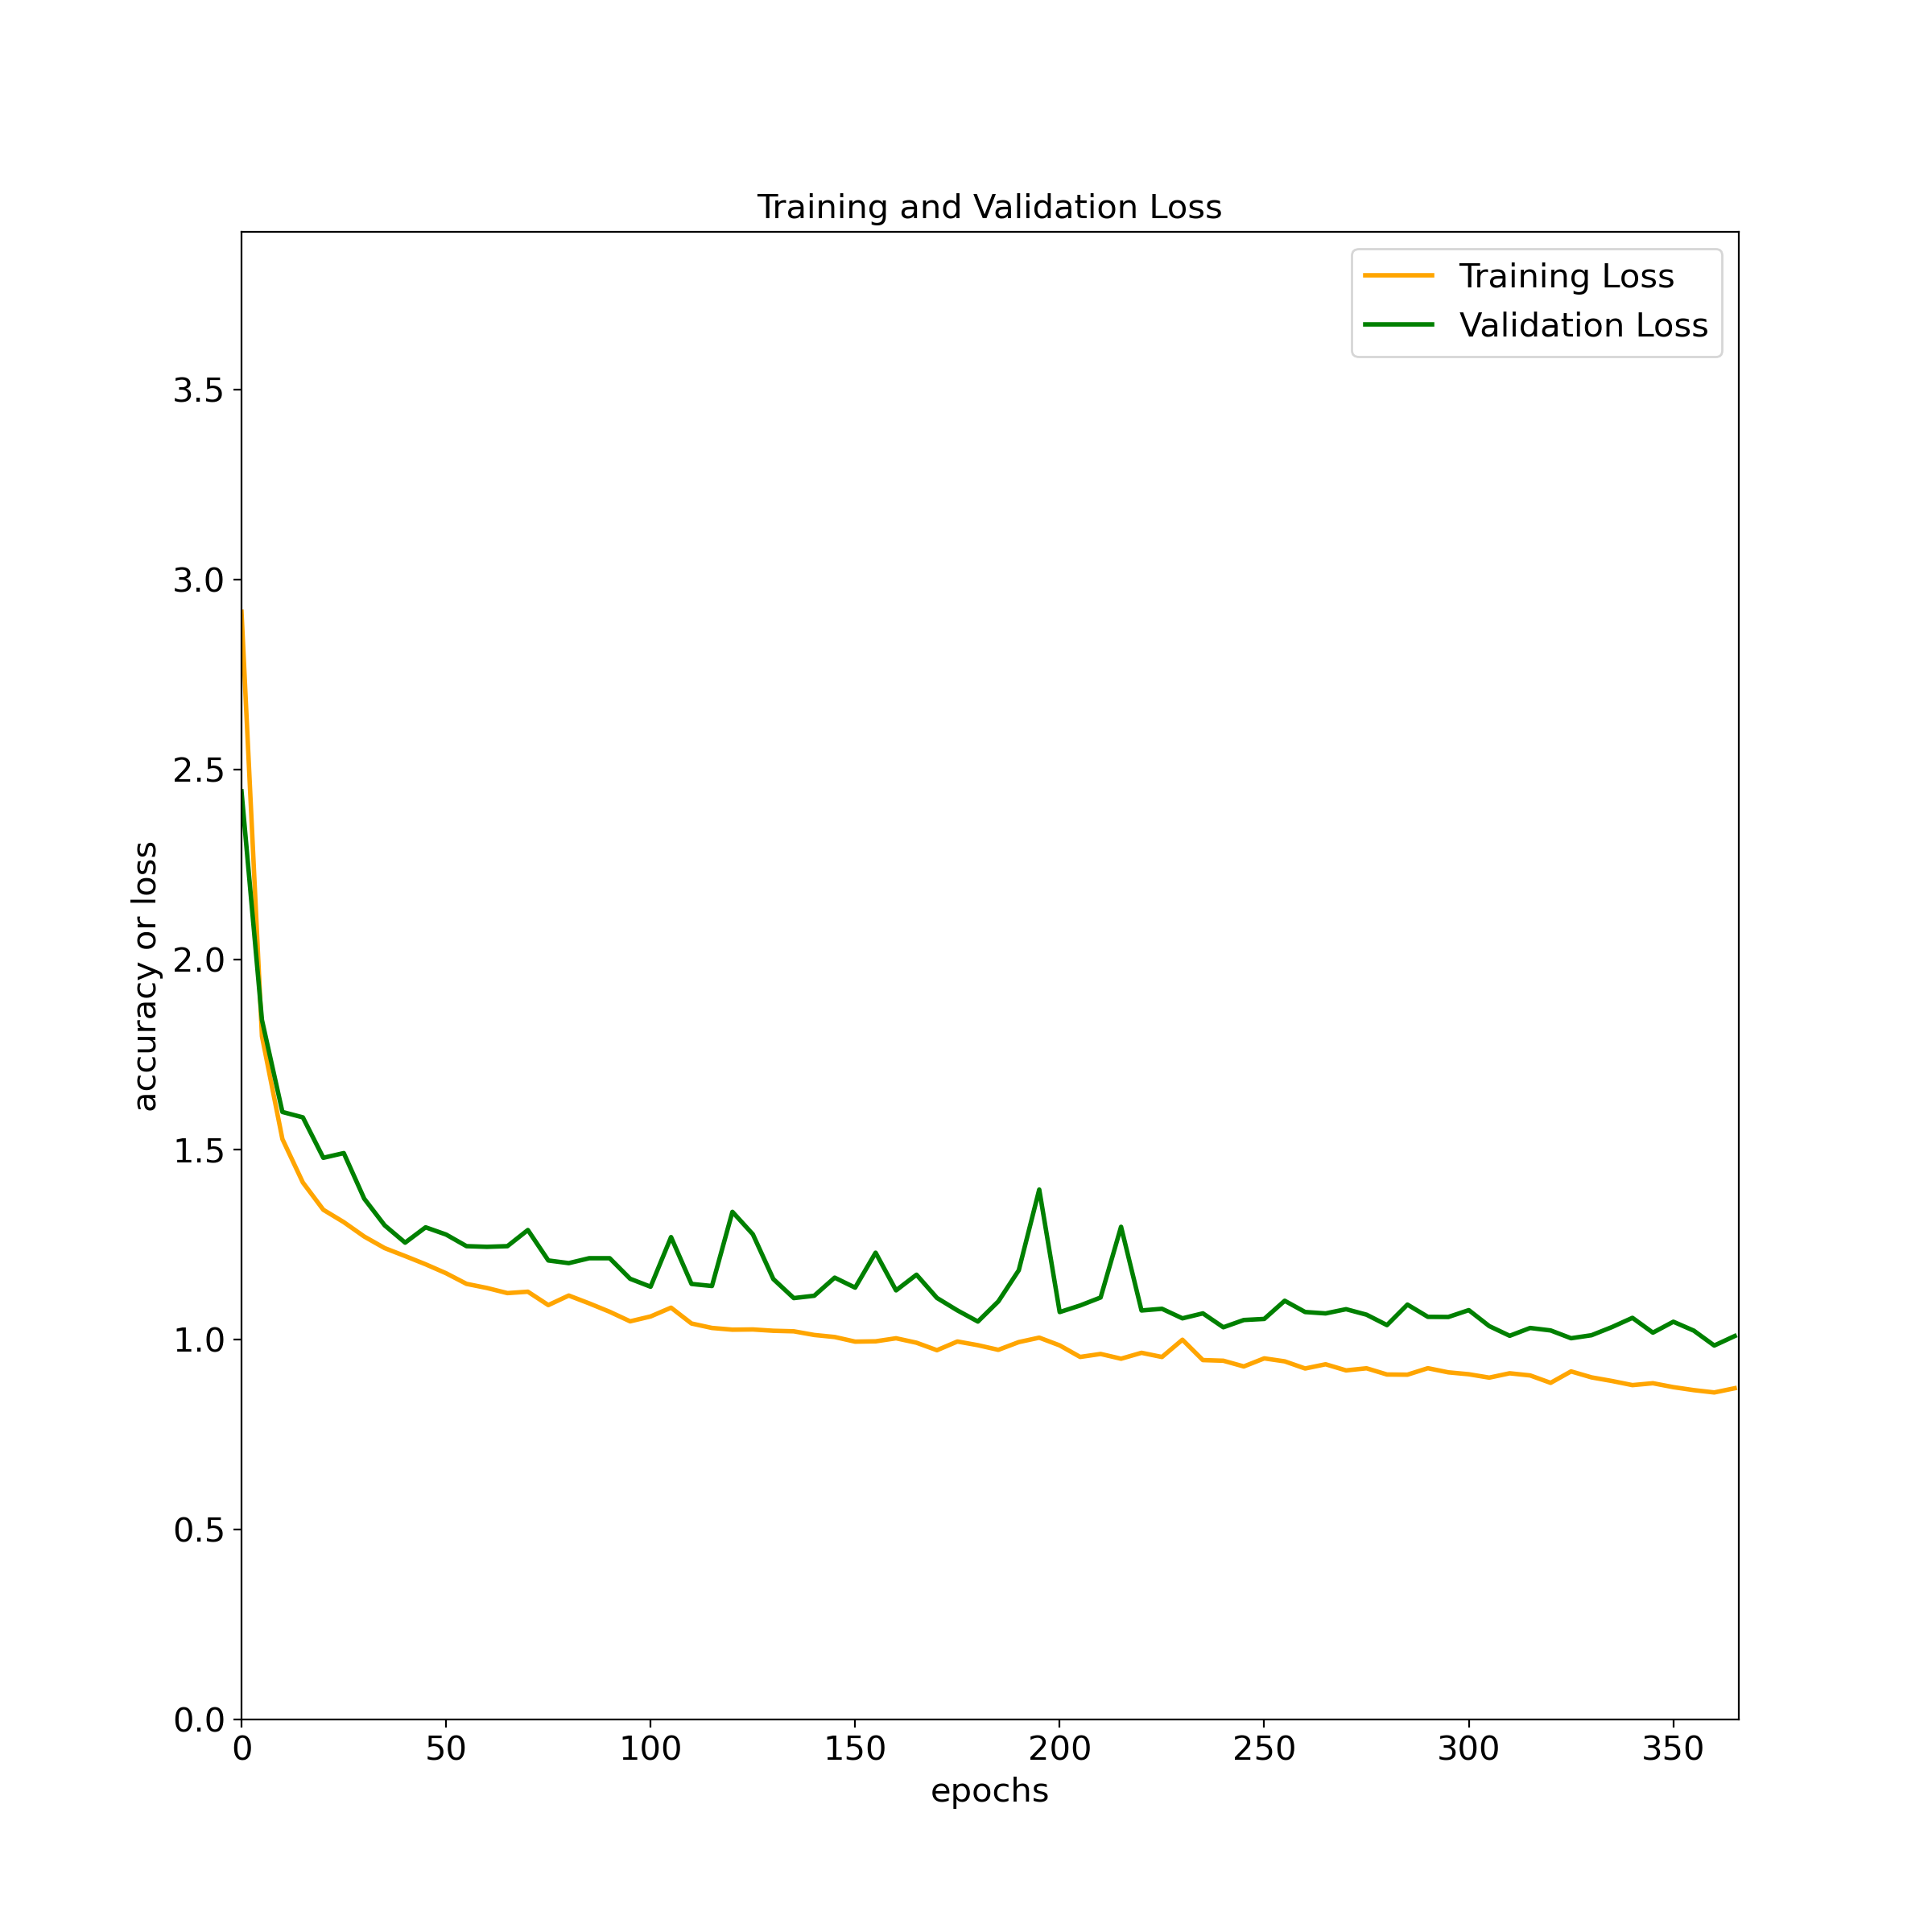 Training and Validation Loss
Training Loss
Validation Loss
3.5
3.0
2.5
2.0
1.5
1.0
0.5
0.0
accuracy or loss
0 50 100 150 200 250 300 350
epochs